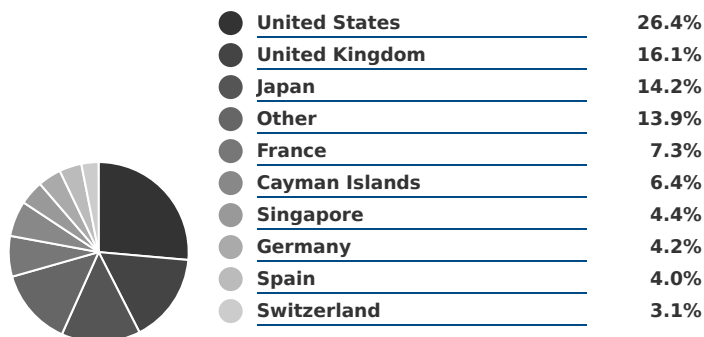 United States 26.4%
United Kingdom 16.1%
Japan 14.2%
Other 13.9%
France 7.3%
Cayman Islands 6.4%
Singapore 4.4%
Germany 4.2%
Spain 4.0%
Switzerland 3.1%